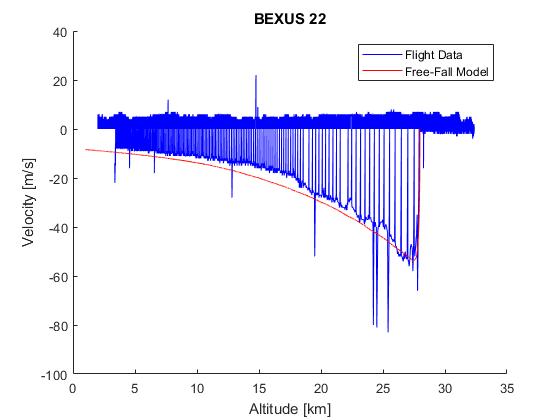 BEXUS 22
Flight Data
Free-Fall Model
Velocity [m/s]
40
20
0
-20
-40
-60
-80
-100
0 5 10 15 20 25 30 35
Altitude [km]